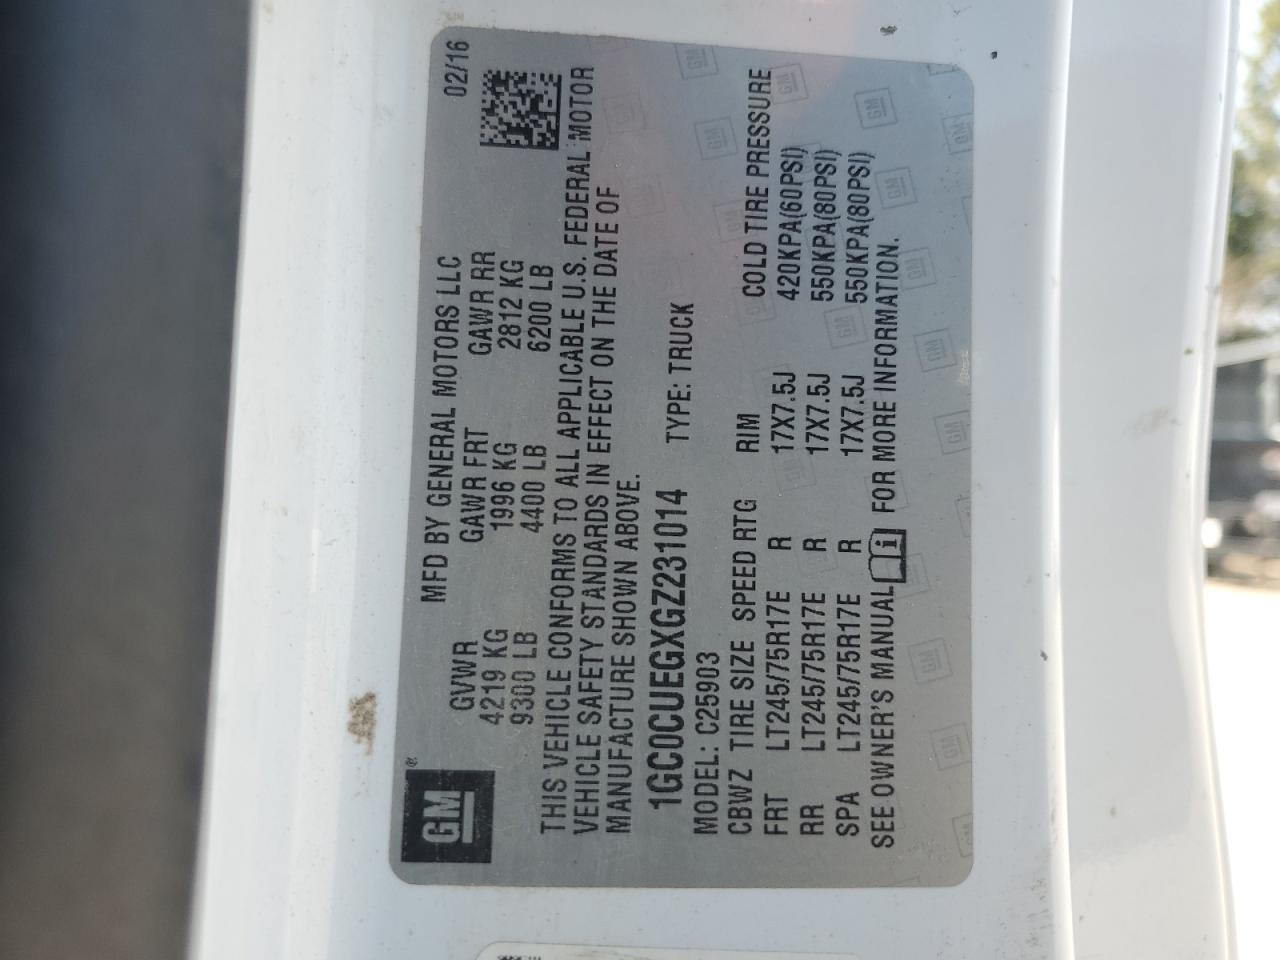 GM®
MFD BY GENERAL MOTORS LLC 02/16
GVWR GAWR FRT GAWR RR
4219 KG 1996 KG 2812 KG
9300 LB 4400 LB 6200 LB
THIS VEHICLE CONFORMS TO ALL APPLICABLE U.S. FEDERAL MOTOR
VEHICLE SAFETY STANDARDS IN EFFECT ON THE DATE OF
MANUFACTURE SHOWN ABOVE.
1GC0CUEGXGZ231014 TYPE: TRUCK
MODEL: C25903
CBWZ TIRE SIZE SPEED RTG RIM COLD TIRE PRESSURE
FRT LT245/75R17E R 17X7.5J 420KPA(60PSI)
RR LT245/75R17E R 17X7.5J 550KPA(80PSI)
SPA LT245/75R17E R 17X7.5J 550KPA(80PSI)
SEE OWNER'S MANUAL i FOR MORE INFORMATION.